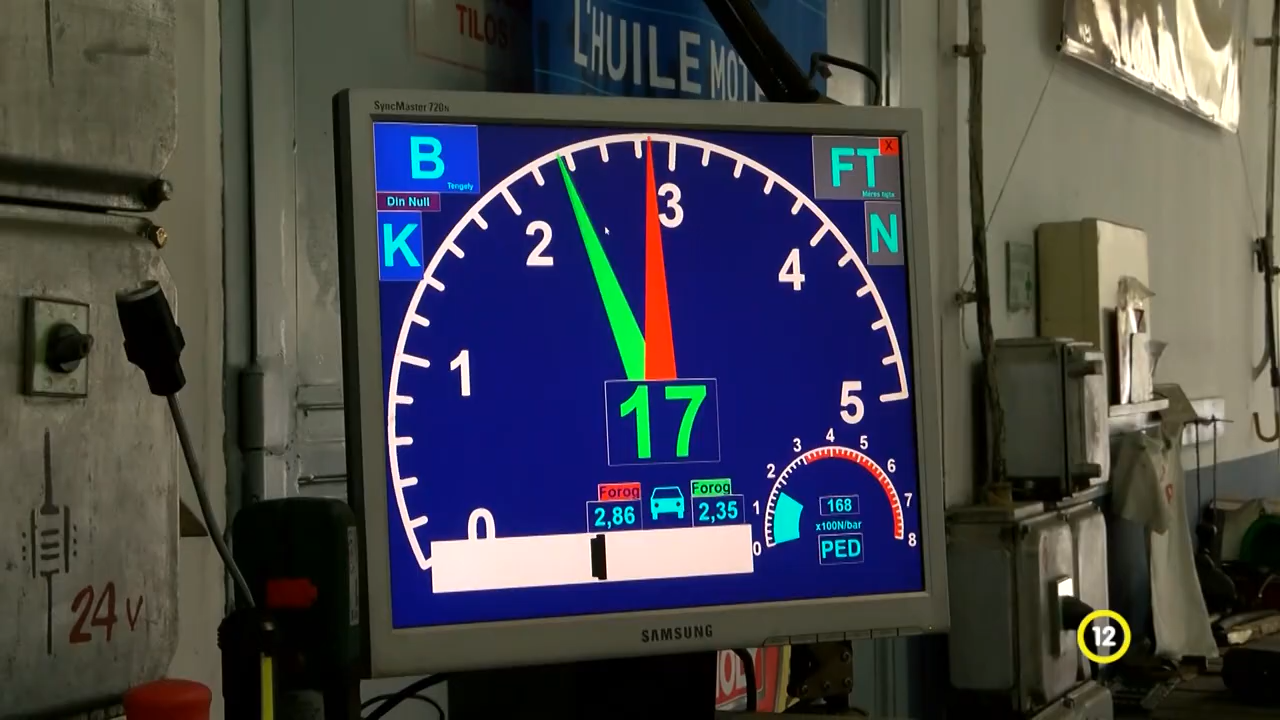 TILOS
L'HUILE MOT
SyncMaster 720N
B
Tengely
Din Null
K
FT
X
N
0
1
2
3
4
5
17
Forog
2,86
Forog
2,35
0
1
2
3
4
5
6
7
8
168
x100N/bar
PED
SAMSUNG
24 V
12